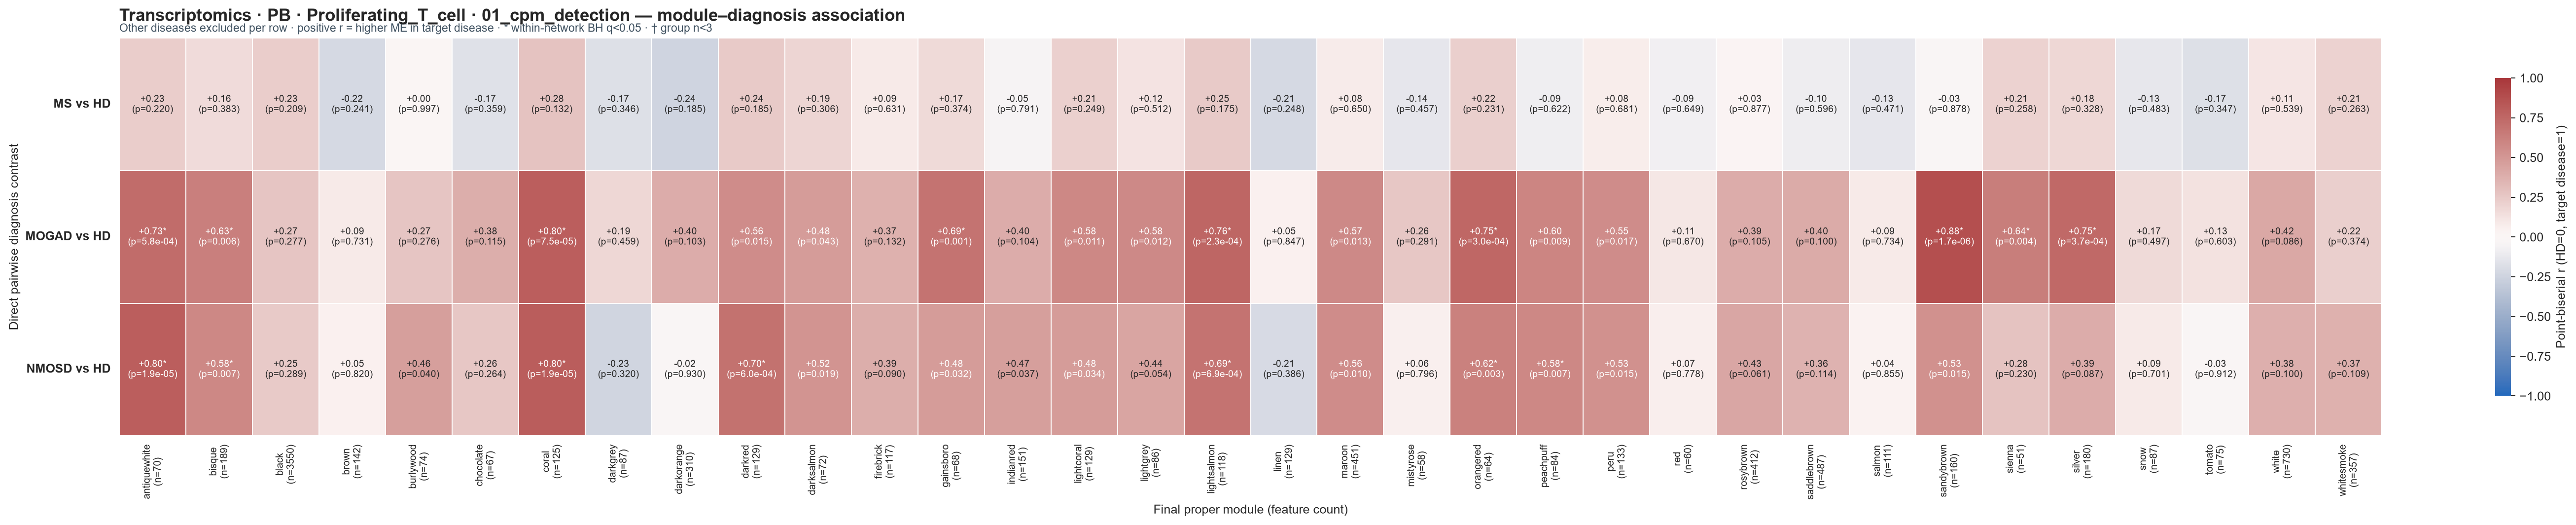 Transcriptomics · PB · Proliferating_T_cell · 01_cpm_detection — module–diagnosis association
Other diseases excluded per row · positive r = higher ME in target disease · * within-network BH q<0.05 · † group n<3
Direct pairwise diagnosis contrast
MS vs HD
+0.23 +0.16 +0.23 -0.22 +0.00 -0.17 +0.28 -0.17 -0.24 +0.24 +0.19 +0.09 +0.17 -0.05 +0.21 +0.12 +0.25 -0.21 +0.08 -0.14 +0.22 -0.09 +0.08 -0.09 +0.03 -0.10 -0.13 -0.03 +0.21 +0.18 -0.13 -0.17 +0.11 +0.21
(p=0.220) (p=0.383) (p=0.209) (p=0.241) (p=0.997) (p=0.359) (p=0.132) (p=0.346) (p=0.185) (p=0.185) (p=0.306) (p=0.631) (p=0.374) (p=0.791) (p=0.249) (p=0.512) (p=0.175) (p=0.248) (p=0.650) (p=0.457) (p=0.231) (p=0.622) (p=0.681) (p=0.649) (p=0.877) (p=0.596) (p=0.471) (p=0.878) (p=0.258) (p=0.328) (p=0.483) (p=0.347) (p=0.539) (p=0.263)
MOGAD vs HD
+0.73* +0.63* +0.27 +0.09 +0.27 +0.38 +0.80* +0.19 +0.40 +0.56 +0.48 +0.37 +0.69* +0.40 +0.58 +0.58 +0.76* +0.05 +0.57 +0.26 +0.75* +0.60 +0.55 +0.11 +0.39 +0.40 +0.09 +0.88* +0.64* +0.75* +0.17 +0.13 +0.42 +0.22
(p=5.8e-04) (p=0.006) (p=0.277) (p=0.731) (p=0.276) (p=0.115) (p=7.5e-05) (p=0.459) (p=0.103) (p=0.015) (p=0.043) (p=0.132) (p=0.001) (p=0.104) (p=0.011) (p=0.012) (p=2.3e-04) (p=0.847) (p=0.013) (p=0.291) (p=3.0e-04) (p=0.009) (p=0.017) (p=0.670) (p=0.105) (p=0.100) (p=0.734) (p=1.7e-06) (p=0.004) (p=3.7e-04) (p=0.497) (p=0.603) (p=0.086) (p=0.374)
NMOSD vs HD
+0.80* +0.58* +0.25 +0.05 +0.46 +0.26 +0.80* -0.23 -0.02 +0.70* +0.52 +0.39 +0.48 +0.47 +0.48 +0.44 +0.69* -0.21 +0.56 +0.06 +0.62* +0.58* +0.53 +0.07 +0.43 +0.36 +0.04 +0.53 +0.28 +0.39 +0.09 -0.03 +0.38 +0.37
(p=1.9e-05) (p=0.007) (p=0.289) (p=0.820) (p=0.040) (p=0.264) (p=1.9e-05) (p=0.320) (p=0.930) (p=6.0e-04) (p=0.019) (p=0.090) (p=0.032) (p=0.037) (p=0.034) (p=0.054) (p=6.9e-04) (p=0.386) (p=0.010) (p=0.796) (p=0.003) (p=0.007) (p=0.015) (p=0.778) (p=0.061) (p=0.114) (p=0.855) (p=0.015) (p=0.230) (p=0.087) (p=0.701) (p=0.912) (p=0.100) (p=0.109)
antiquewhite
(n=70)
bisque
(n=189)
black
(n=3550)
brown
(n=142)
burlywood
(n=74)
chocolate
(n=67)
coral
(n=125)
darkgrey
(n=87)
darkorange
(n=310)
darkred
(n=129)
darksalmon
(n=72)
firebrick
(n=117)
gainsboro
(n=68)
indianred
(n=151)
lightcoral
(n=129)
lightgrey
(n=86)
lightsalmon
(n=118)
linen
(n=129)
maroon
(n=451)
mistyrose
(n=58)
orangered
(n=64)
peachpuff
(n=84)
peru
(n=133)
red
(n=60)
rosybrown
(n=412)
saddlebrown
(n=487)
salmon
(n=111)
sandybrown
(n=160)
sienna
(n=51)
silver
(n=180)
snow
(n=87)
tomato
(n=75)
white
(n=730)
whitesmoke
(n=357)
Final proper module (feature count)
1.00
0.75
0.50
0.25
0.00
−0.25
−0.50
−0.75
−1.00
Point-biserial r (HD=0, target disease=1)